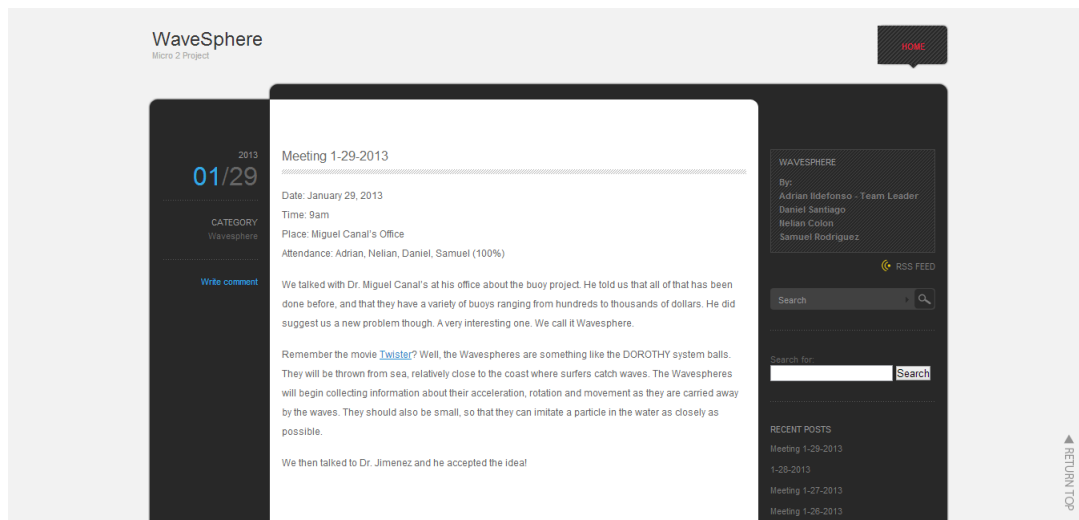 WaveSphere
Micro 2 Project
HOME
2013
01/29
CATEGORY
Wavesphere
Write comment
Meeting 1-29-2013
Date: January 29, 2013
Time: 9am
Place: Miguel Canal's Office
Attendance: Adrian, Nelian, Daniel, Samuel (100%)
We talked with Dr. Miguel Canal's at his office about the buoy project. He told us that all of that has been
done before, and that they have a variety of buoys ranging from hundreds to thousands of dollars. He did
suggest us a new problem though. A very interesting one. We call it Wavesphere.
Remember the movie Twister? Well, the Wavespheres are something like the DOROTHY system balls.
They will be thrown from sea, relatively close to the coast where surfers catch waves. The Wavespheres
will begin collecting information about their acceleration, rotation and movement as they are carried away
by the waves. They should also be small, so that they can imitate a particle in the water as closely as
possible.
We then talked to Dr. Jimenez and he accepted the idea!
WAVESPHERE
By:
Adrian Ildefonso - Team Leader
Daniel Santiago
Nelian Colon
Samuel Rodriguez
RSS FEED
Search
Search for:
Search
RECENT POSTS
Meeting 1-29-2013
1-28-2013
Meeting 1-27-2013
Meeting 1-26-2013
RETURN TOP